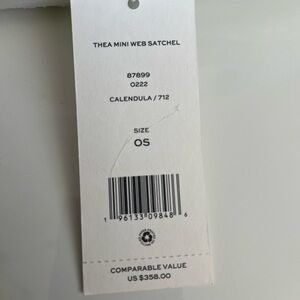 THEA MINI WEB SATCHEL
87899
0222
CALENDULA / 712
SIZE
OS
1 96133 09848 6
COMPARABLE VALUE
US $358.00